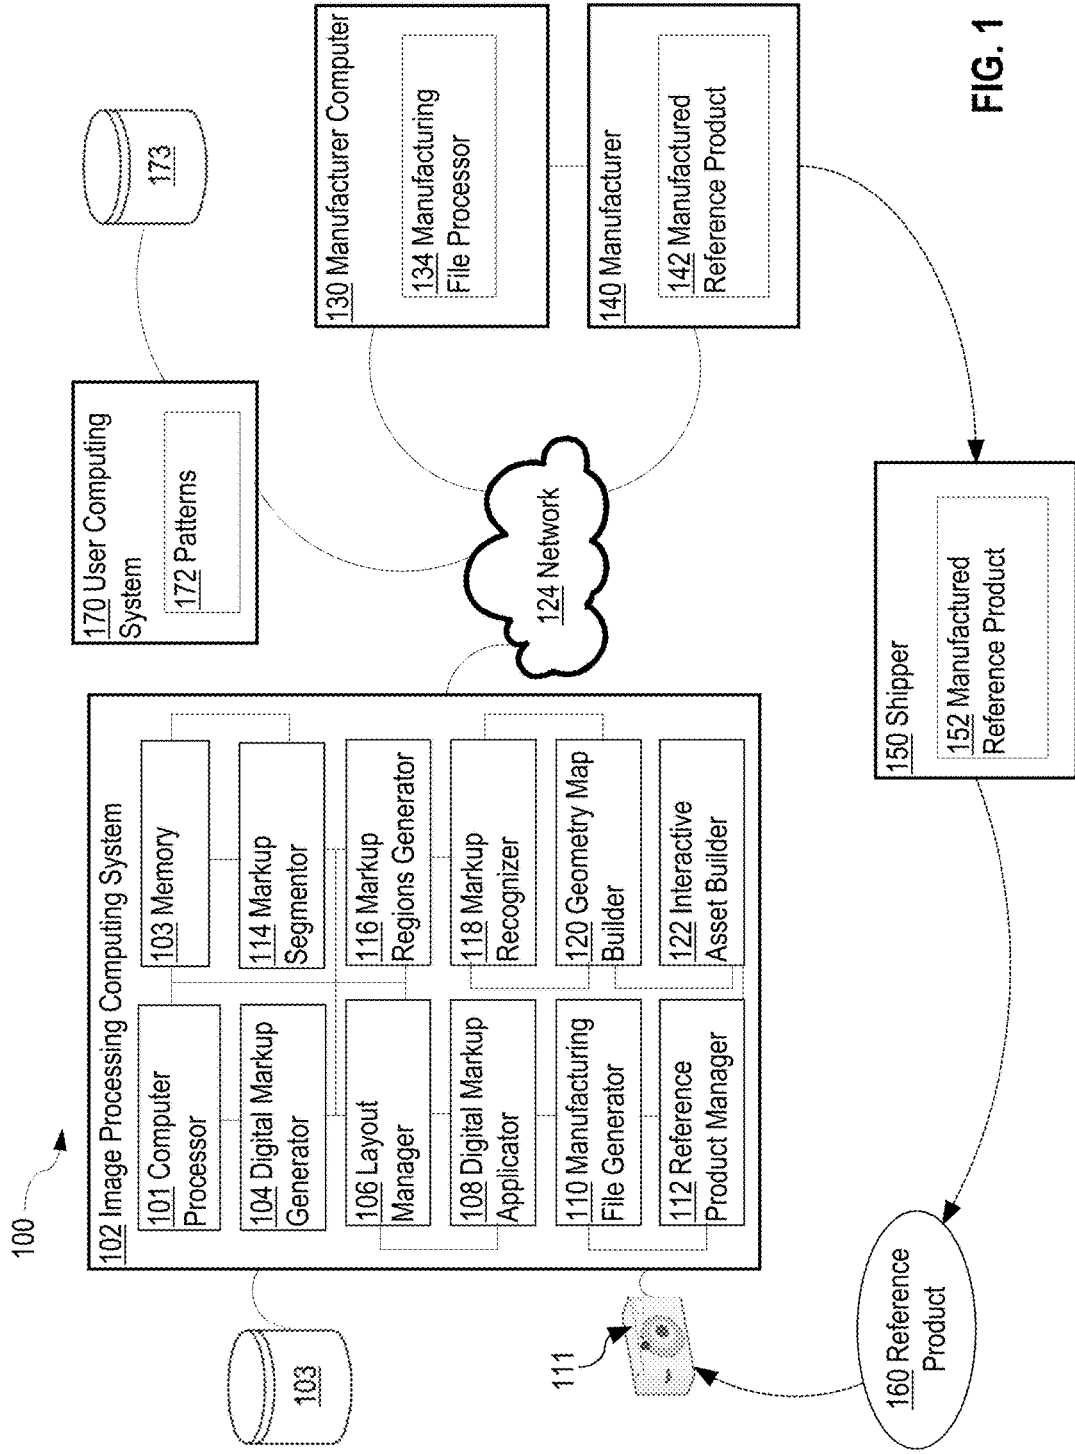 100
102 Image Processing Computing System
101 Computer
Processor
103 Memory
104 Digital Markup
Generator
114 Markup
Segmentor
106 Layout
Manager
116 Markup
Regions Generator
108 Digital Markup
Applicator
118 Markup
Recognizer
110 Manufacturing
File Generator
120 Geometry Map
Builder
112 Reference
Product Manager
122 Interactive
Asset Builder
103
111
160 Reference
Product
170 User Computing
System
172 Patterns
173
124 Network
130 Manufacturer Computer
134 Manufacturing
File Processor
140 Manufacturer
142 Manufactured
Reference Product
150 Shipper
152 Manufactured
Reference Product
FIG. 1